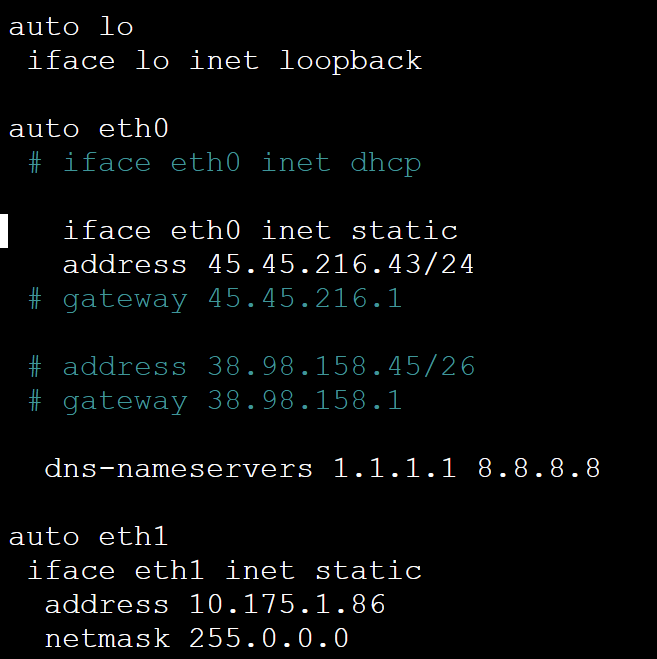 auto lo
iface lo inet loopback
auto eth0
# iface eth0 inet dhcp
iface eth0 inet static
address 45.45.216.43/24
# gateway 45.45.216.1
# address 38.98.158.45/26
# gateway 38.98.158.1
dns-nameservers 1.1.1.1 8.8.8.8
auto eth1
iface eth1 inet static
address 10.175.1.86
netmask 255.0.0.0